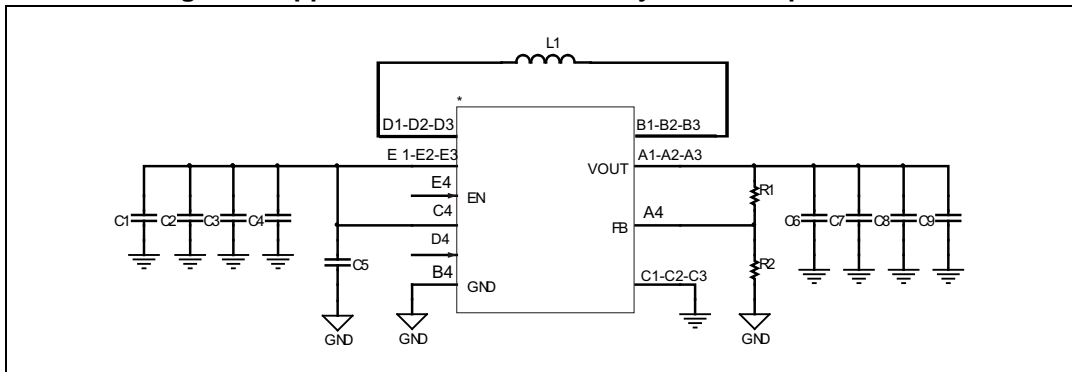 L1
*
D1-D2-D3
B1-B2-B3
E 1-E2-E3
A1-A2-A3
VOUT
E4
EN
R1
C4
A4
C1
C2
C3
C4
FB
C6
C7
C8
C9
D4
C5
R2
B4
GND
C1-C2-C3
GND
GND
GND